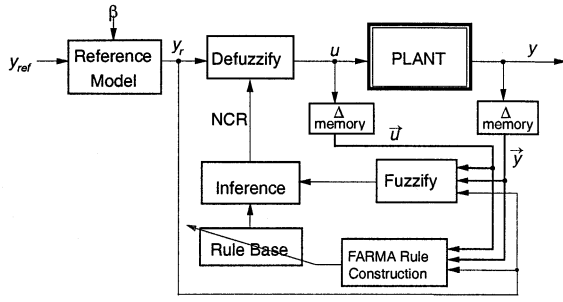 β
y_ref
Reference
Model
y_r
Defuzzify
u
PLANT
y
Δ
memory
Δ
memory
NCR
u⃗
y⃗
Inference
Fuzzify
Rule Base
FARMA Rule
Construction